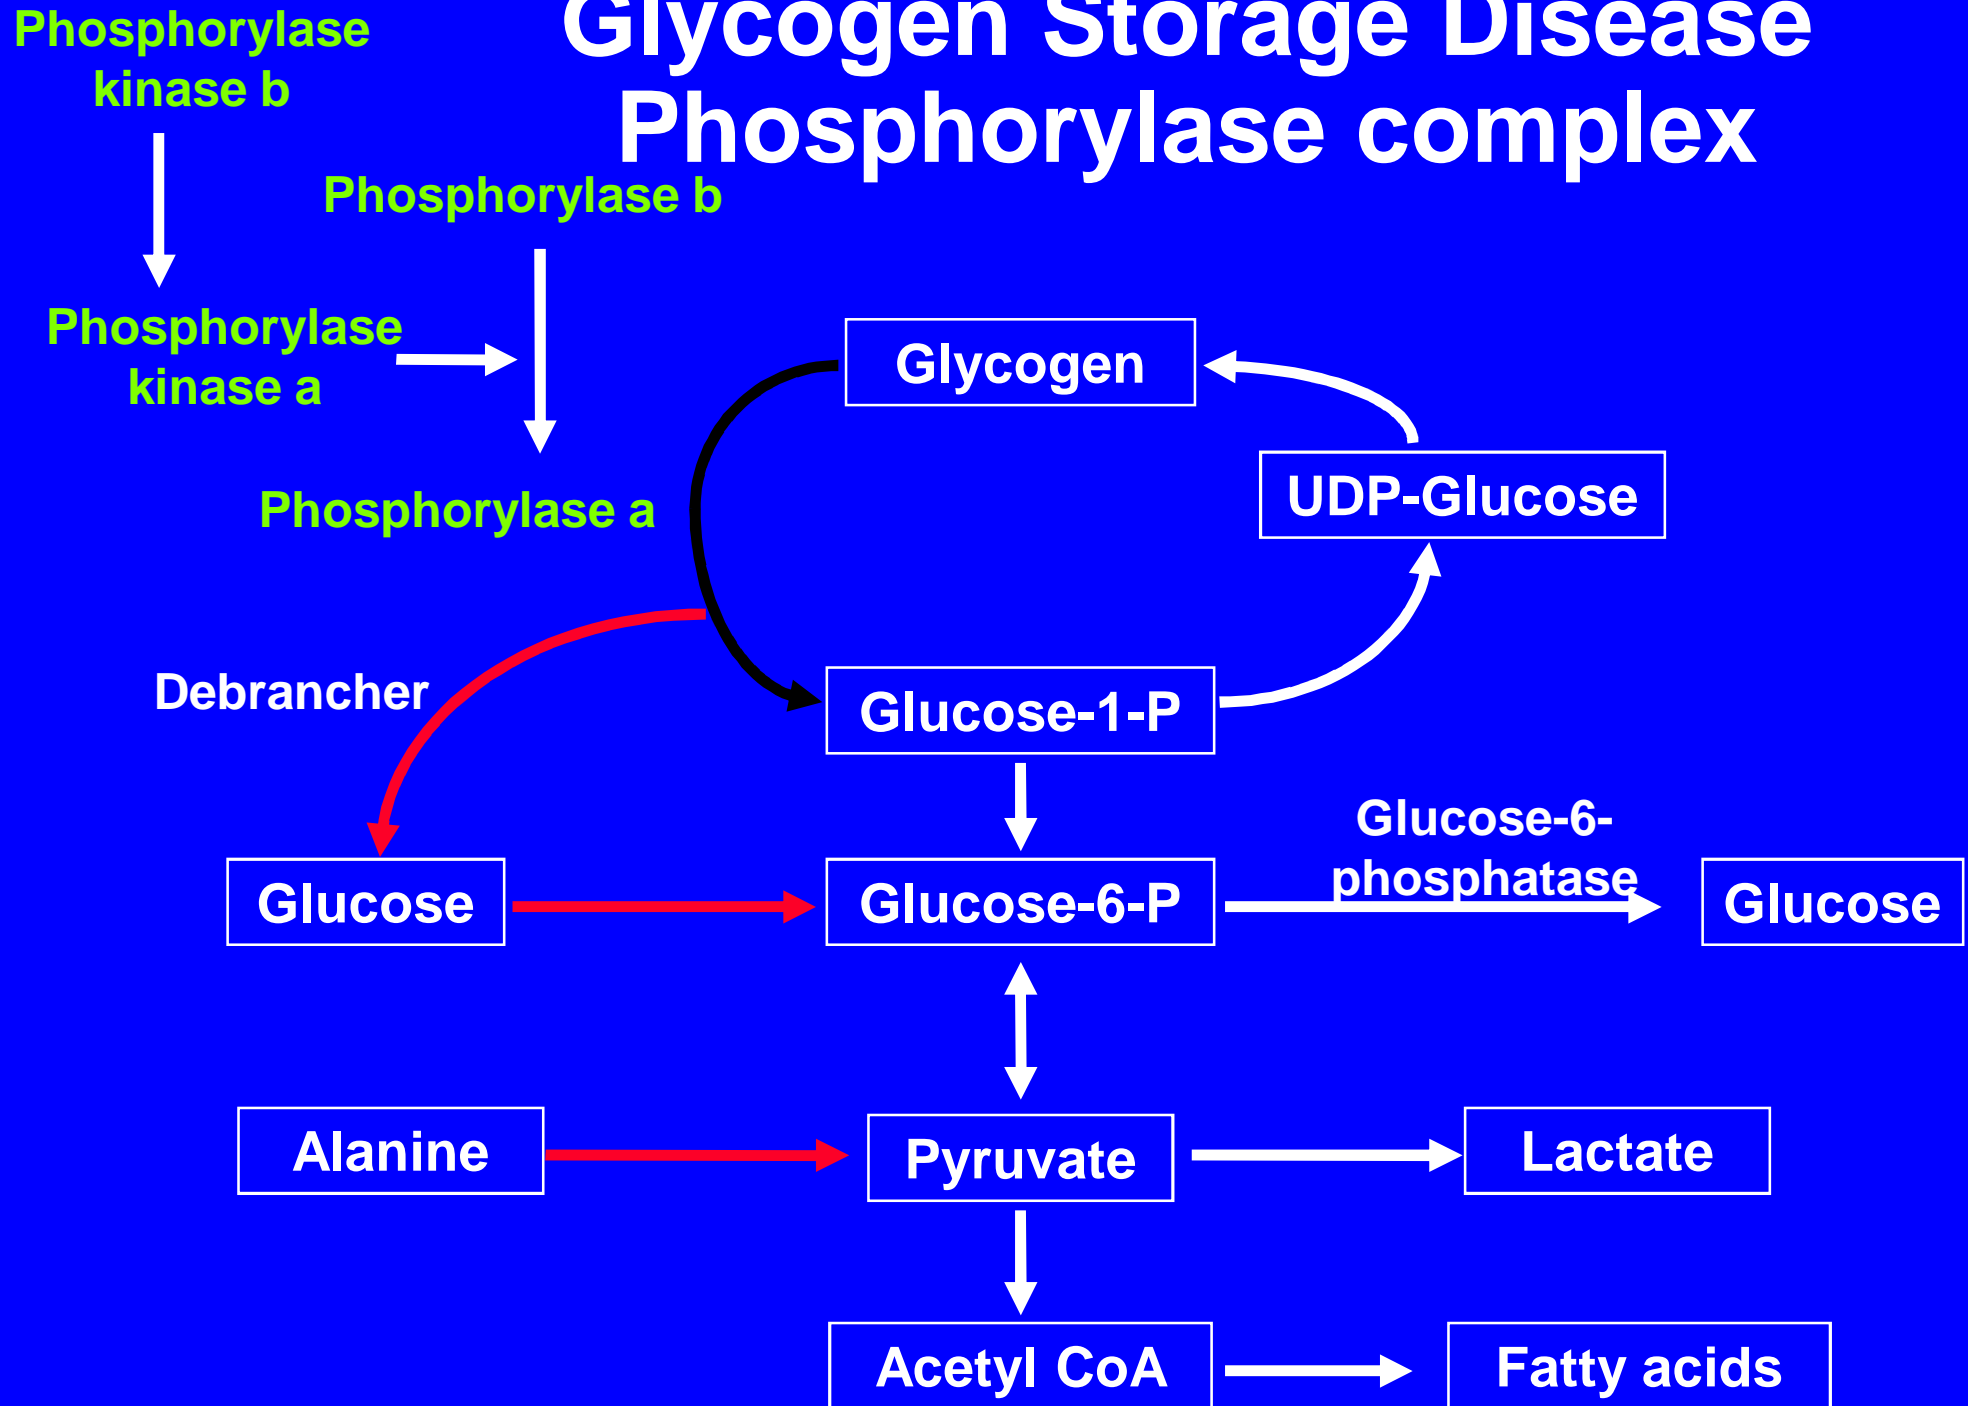 Glycogen Storage Disease
Phosphorylase complex
Phosphorylase
kinase b
Phosphorylase b
Phosphorylase
kinase a
Phosphorylase a
Glycogen
UDP-Glucose
Debrancher
Glucose-1-P
Glucose-6-
phosphatase
Glucose
Glucose-6-P
Glucose
Alanine
Pyruvate
Lactate
Acetyl CoA
Fatty acids